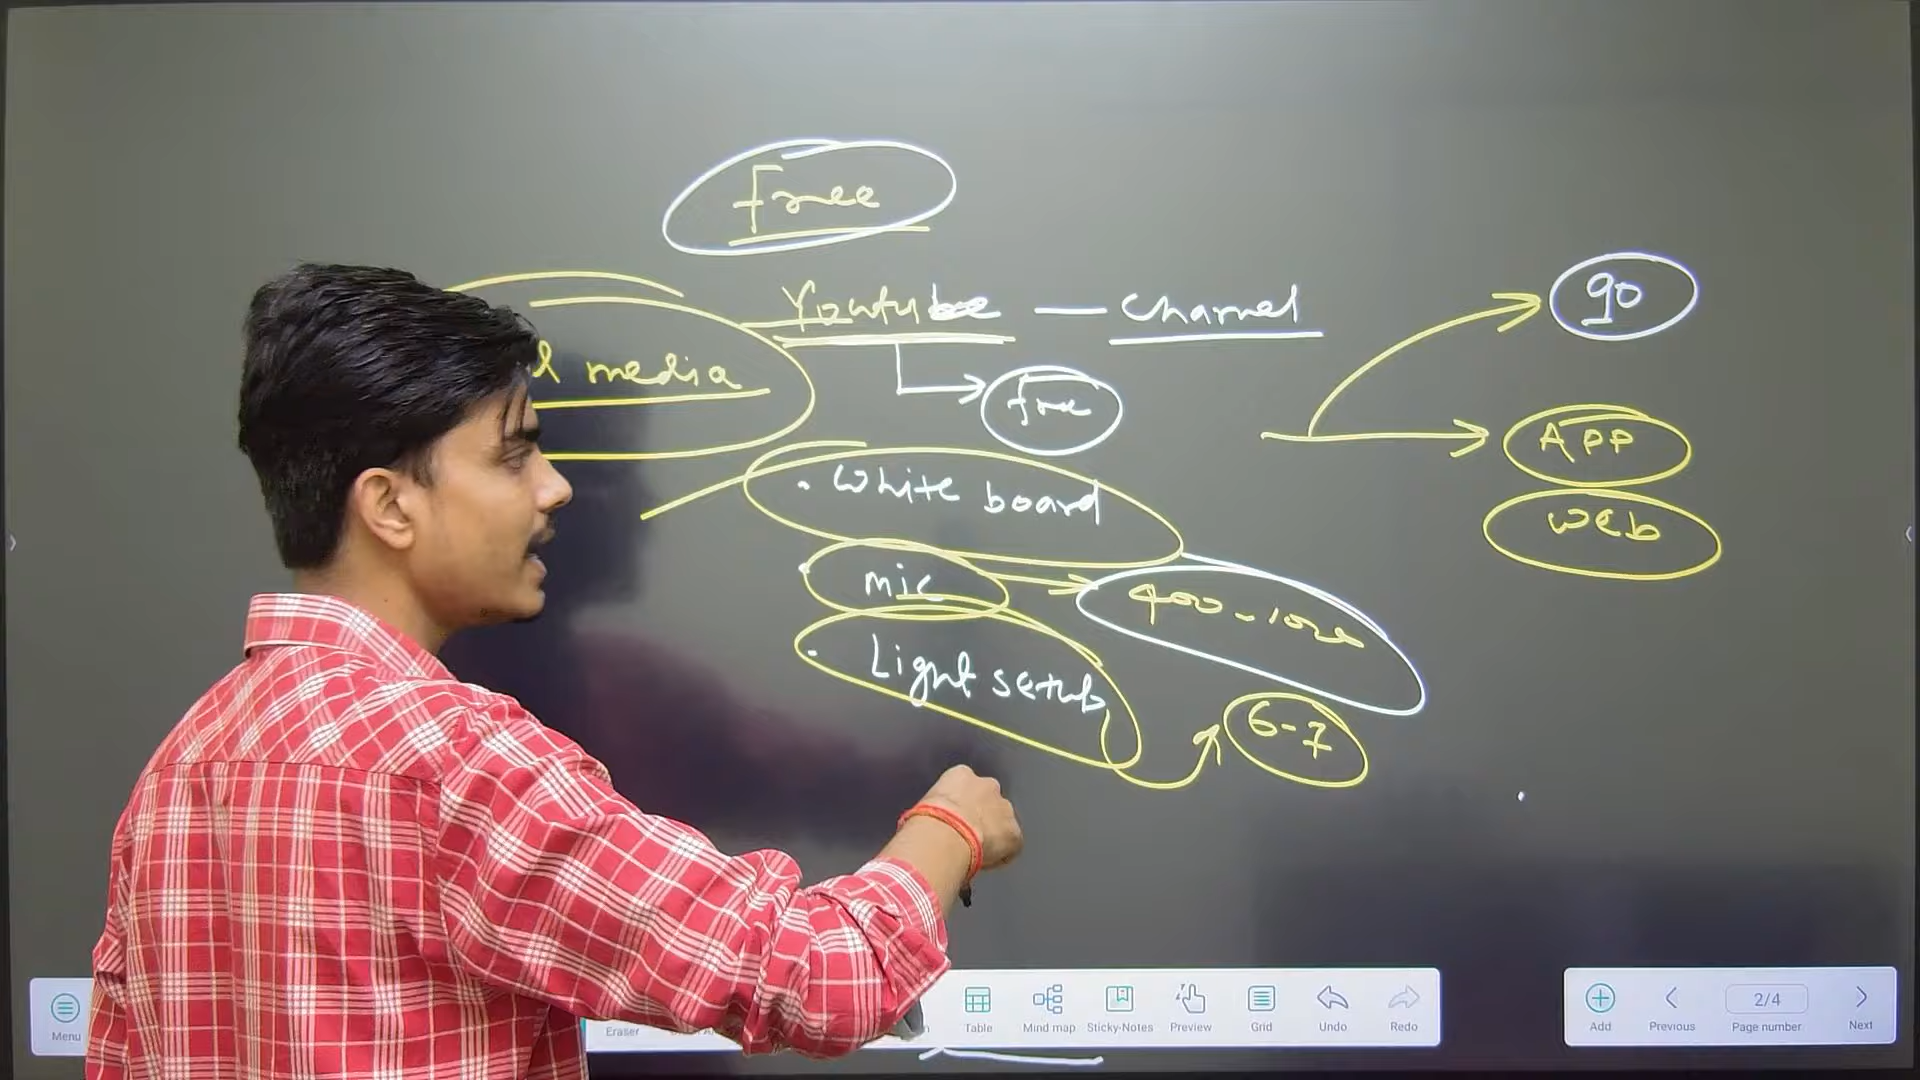 Free
Youtube — Channel
90
media
free
APP
• White board
Web
• mic
400-1000
• Light setub
6-7
Menu
Eraser
Table
Mind map
Sticky-Notes
Preview
Grid
Undo
Redo
Add
Previous
2/4
Page number
Next